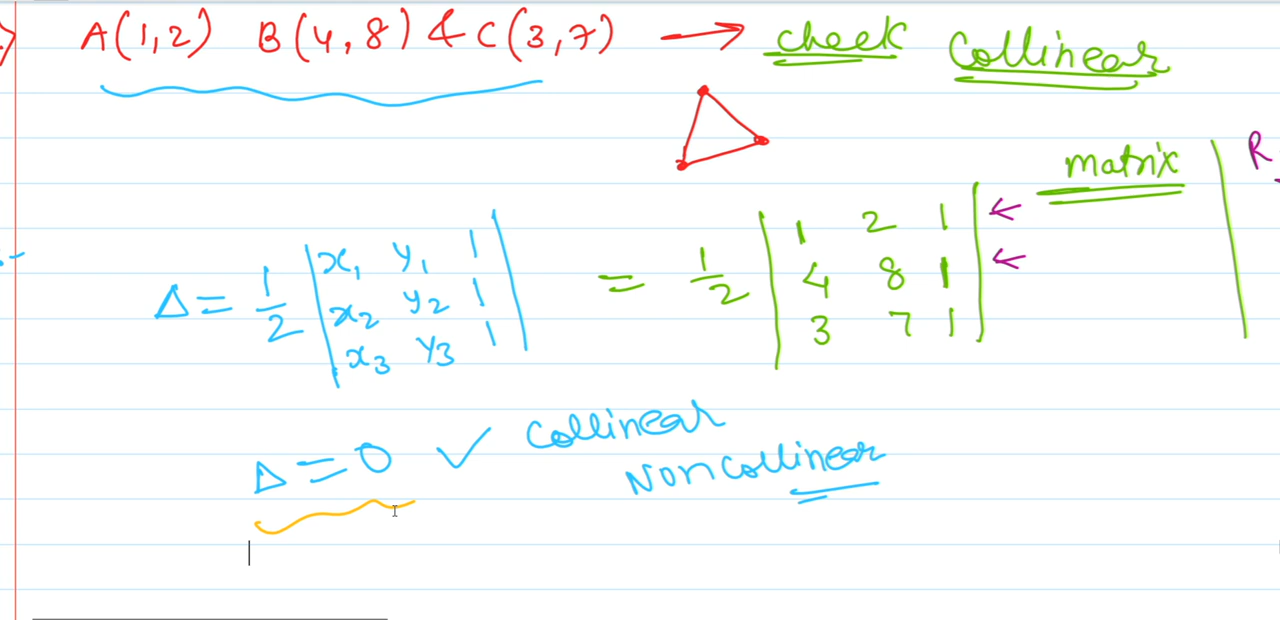 A(1,2) B(4,8) & C(3,7) → check Collinear
matrix
R
Δ = 1/2 | x₁ y₁ 1 | = 1/2 | 1 2 1 | ←
| x₂ y₂ 1 | | 4 8 1 | ←
| x₃ y₃ 1 | | 3 7 1 |
Δ = 0 ✓ Collinear
Noncollinear